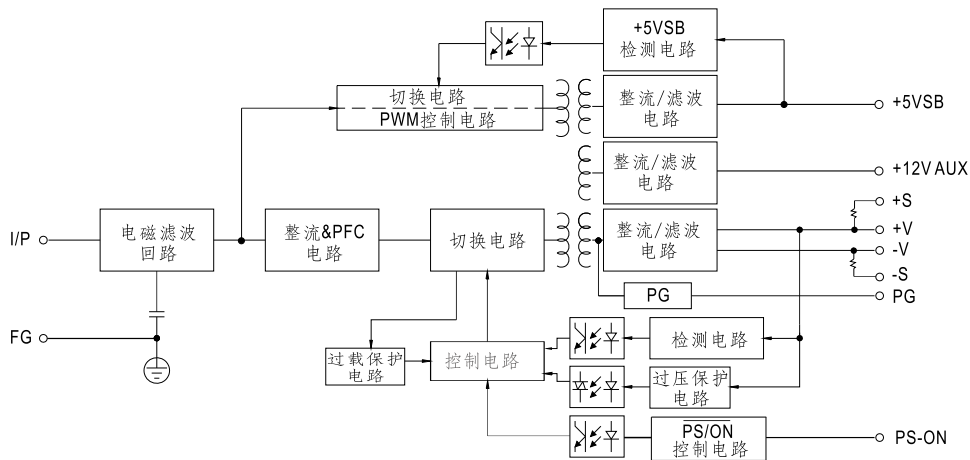 +5VSB
检测电路
切换电路
PWM控制电路
整流/滤波
电路
+5VSB
整流/滤波
电路
+12V AUX
+S
I/P
电磁滤波
回路
整流&PFC
电路
切换电路
整流/滤波
电路
+V
-V
-S
PG
PG
FG
过载保护
电路
控制电路
检测电路
过压保护
电路
PS/ON
控制电路
PS-ON